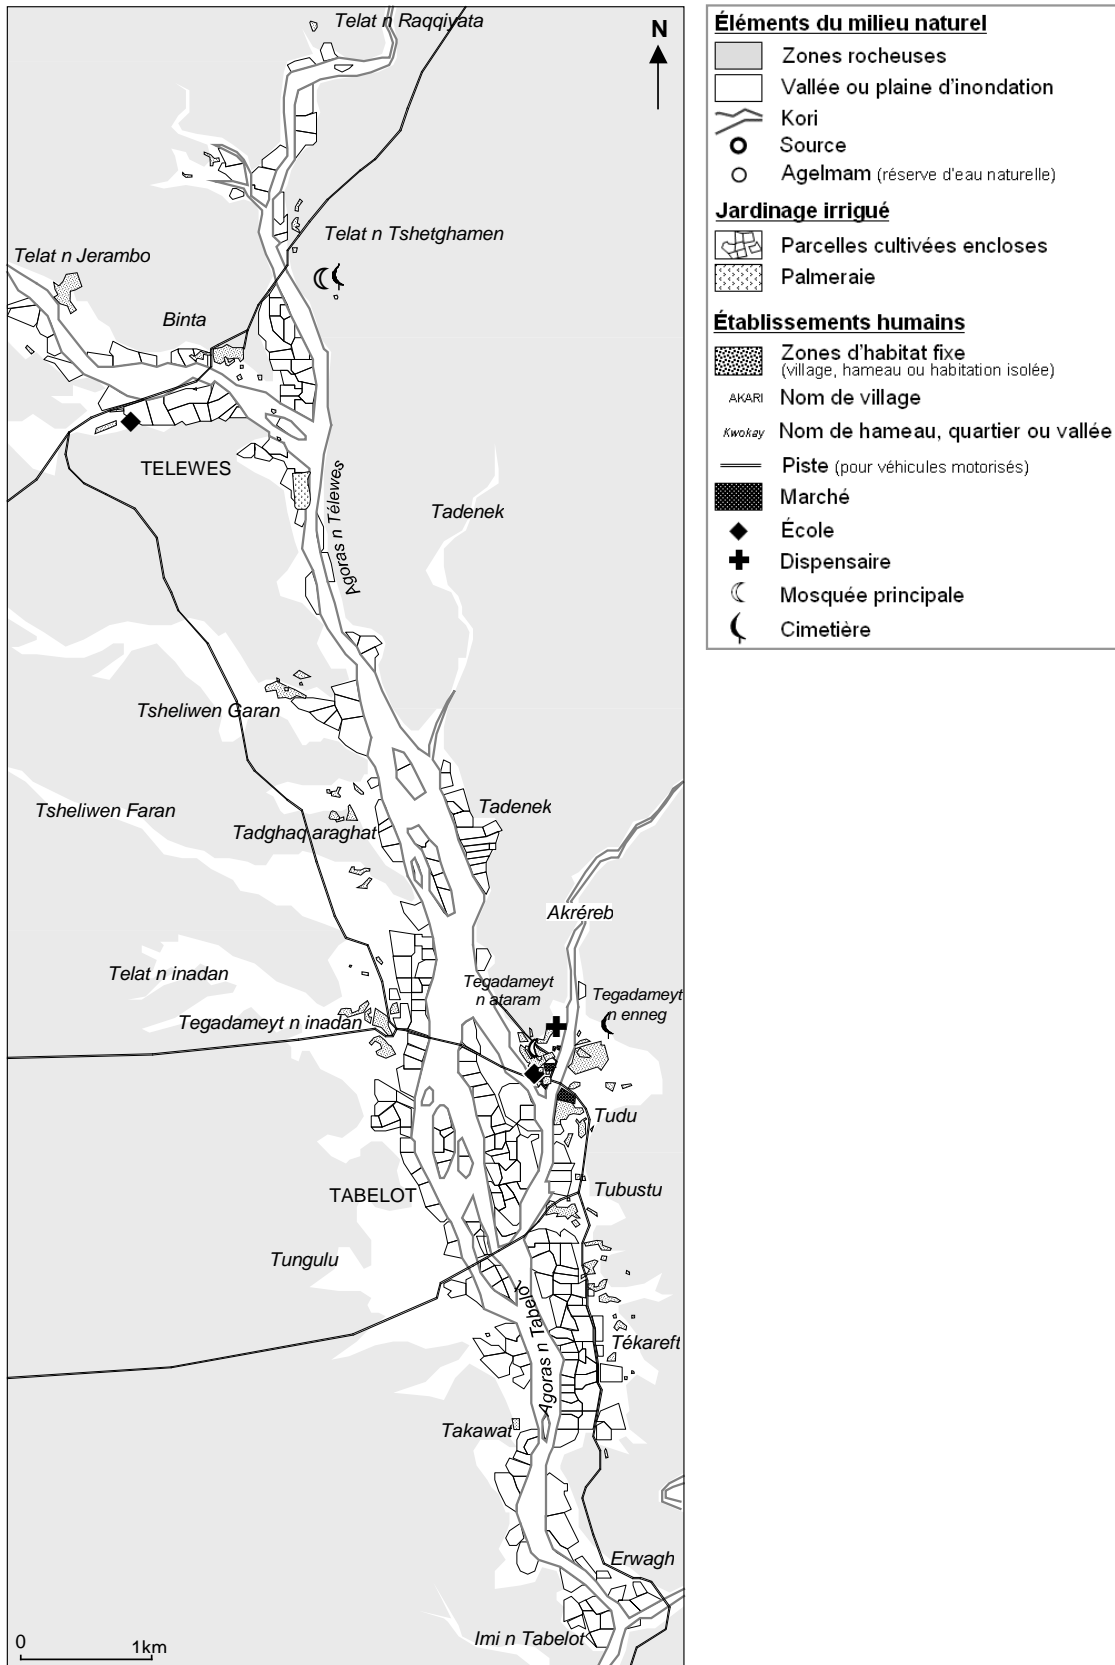 Telat n Raqqiyata
N
Telat n Tshetghamen
Telat n Jerambo
Binta
TELEWES
Agoras n Télewes
Tadenek
Tsheliwen Garan
Tsheliwen Faran
Tadghaq araghat
Tadenek
Akréreb
Telat n inadan
Tegadameyt
n ataram
Tegadameyt
n enneg
Tegadameyt n inadan
Tudu
TABELOT
Tubustu
Tungulu
Agoras n Tabelot
Tékareft
Takawat
Erwagh
Imi n Tabelot
0
1km
Éléments du milieu naturel
Zones rocheuses
Vallée ou plaine d'inondation
Kori
Source
Agelmam (réserve d'eau naturelle)
Jardinage irrigué
Parcelles cultivées encloses
Palmeraie
Établissements humains
Zones d'habitat fixe
(village, hameau ou habitation isolée)
AKARI Nom de village
Kwokay Nom de hameau, quartier ou vallée
Piste (pour véhicules motorisés)
Marché
École
Dispensaire
Mosquée principale
Cimetière